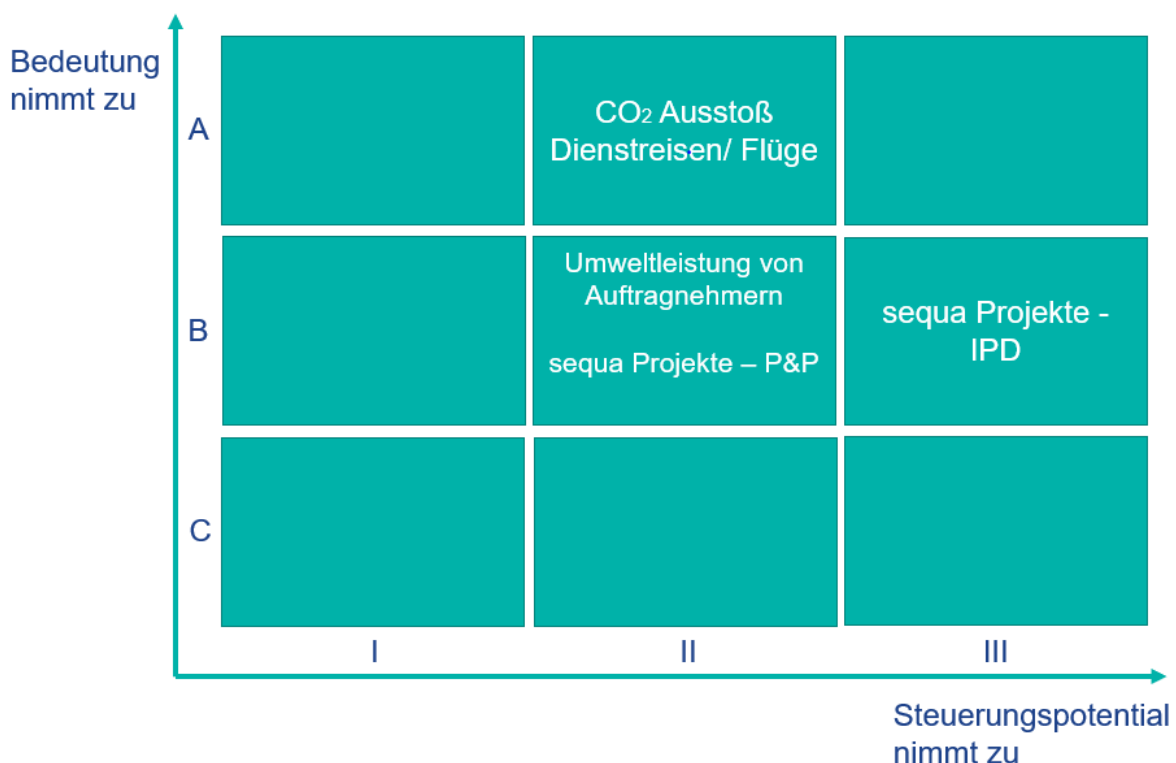 Bedeutung
nimmt zu
A
CO₂ Ausstoß
Dienstreisen/ Flüge
B
Umweltleistung von
Auftragnehmern
sequa Projekte – P&P
sequa Projekte -
IPD
C
I
II
III
Steuerungspotential
nimmt zu